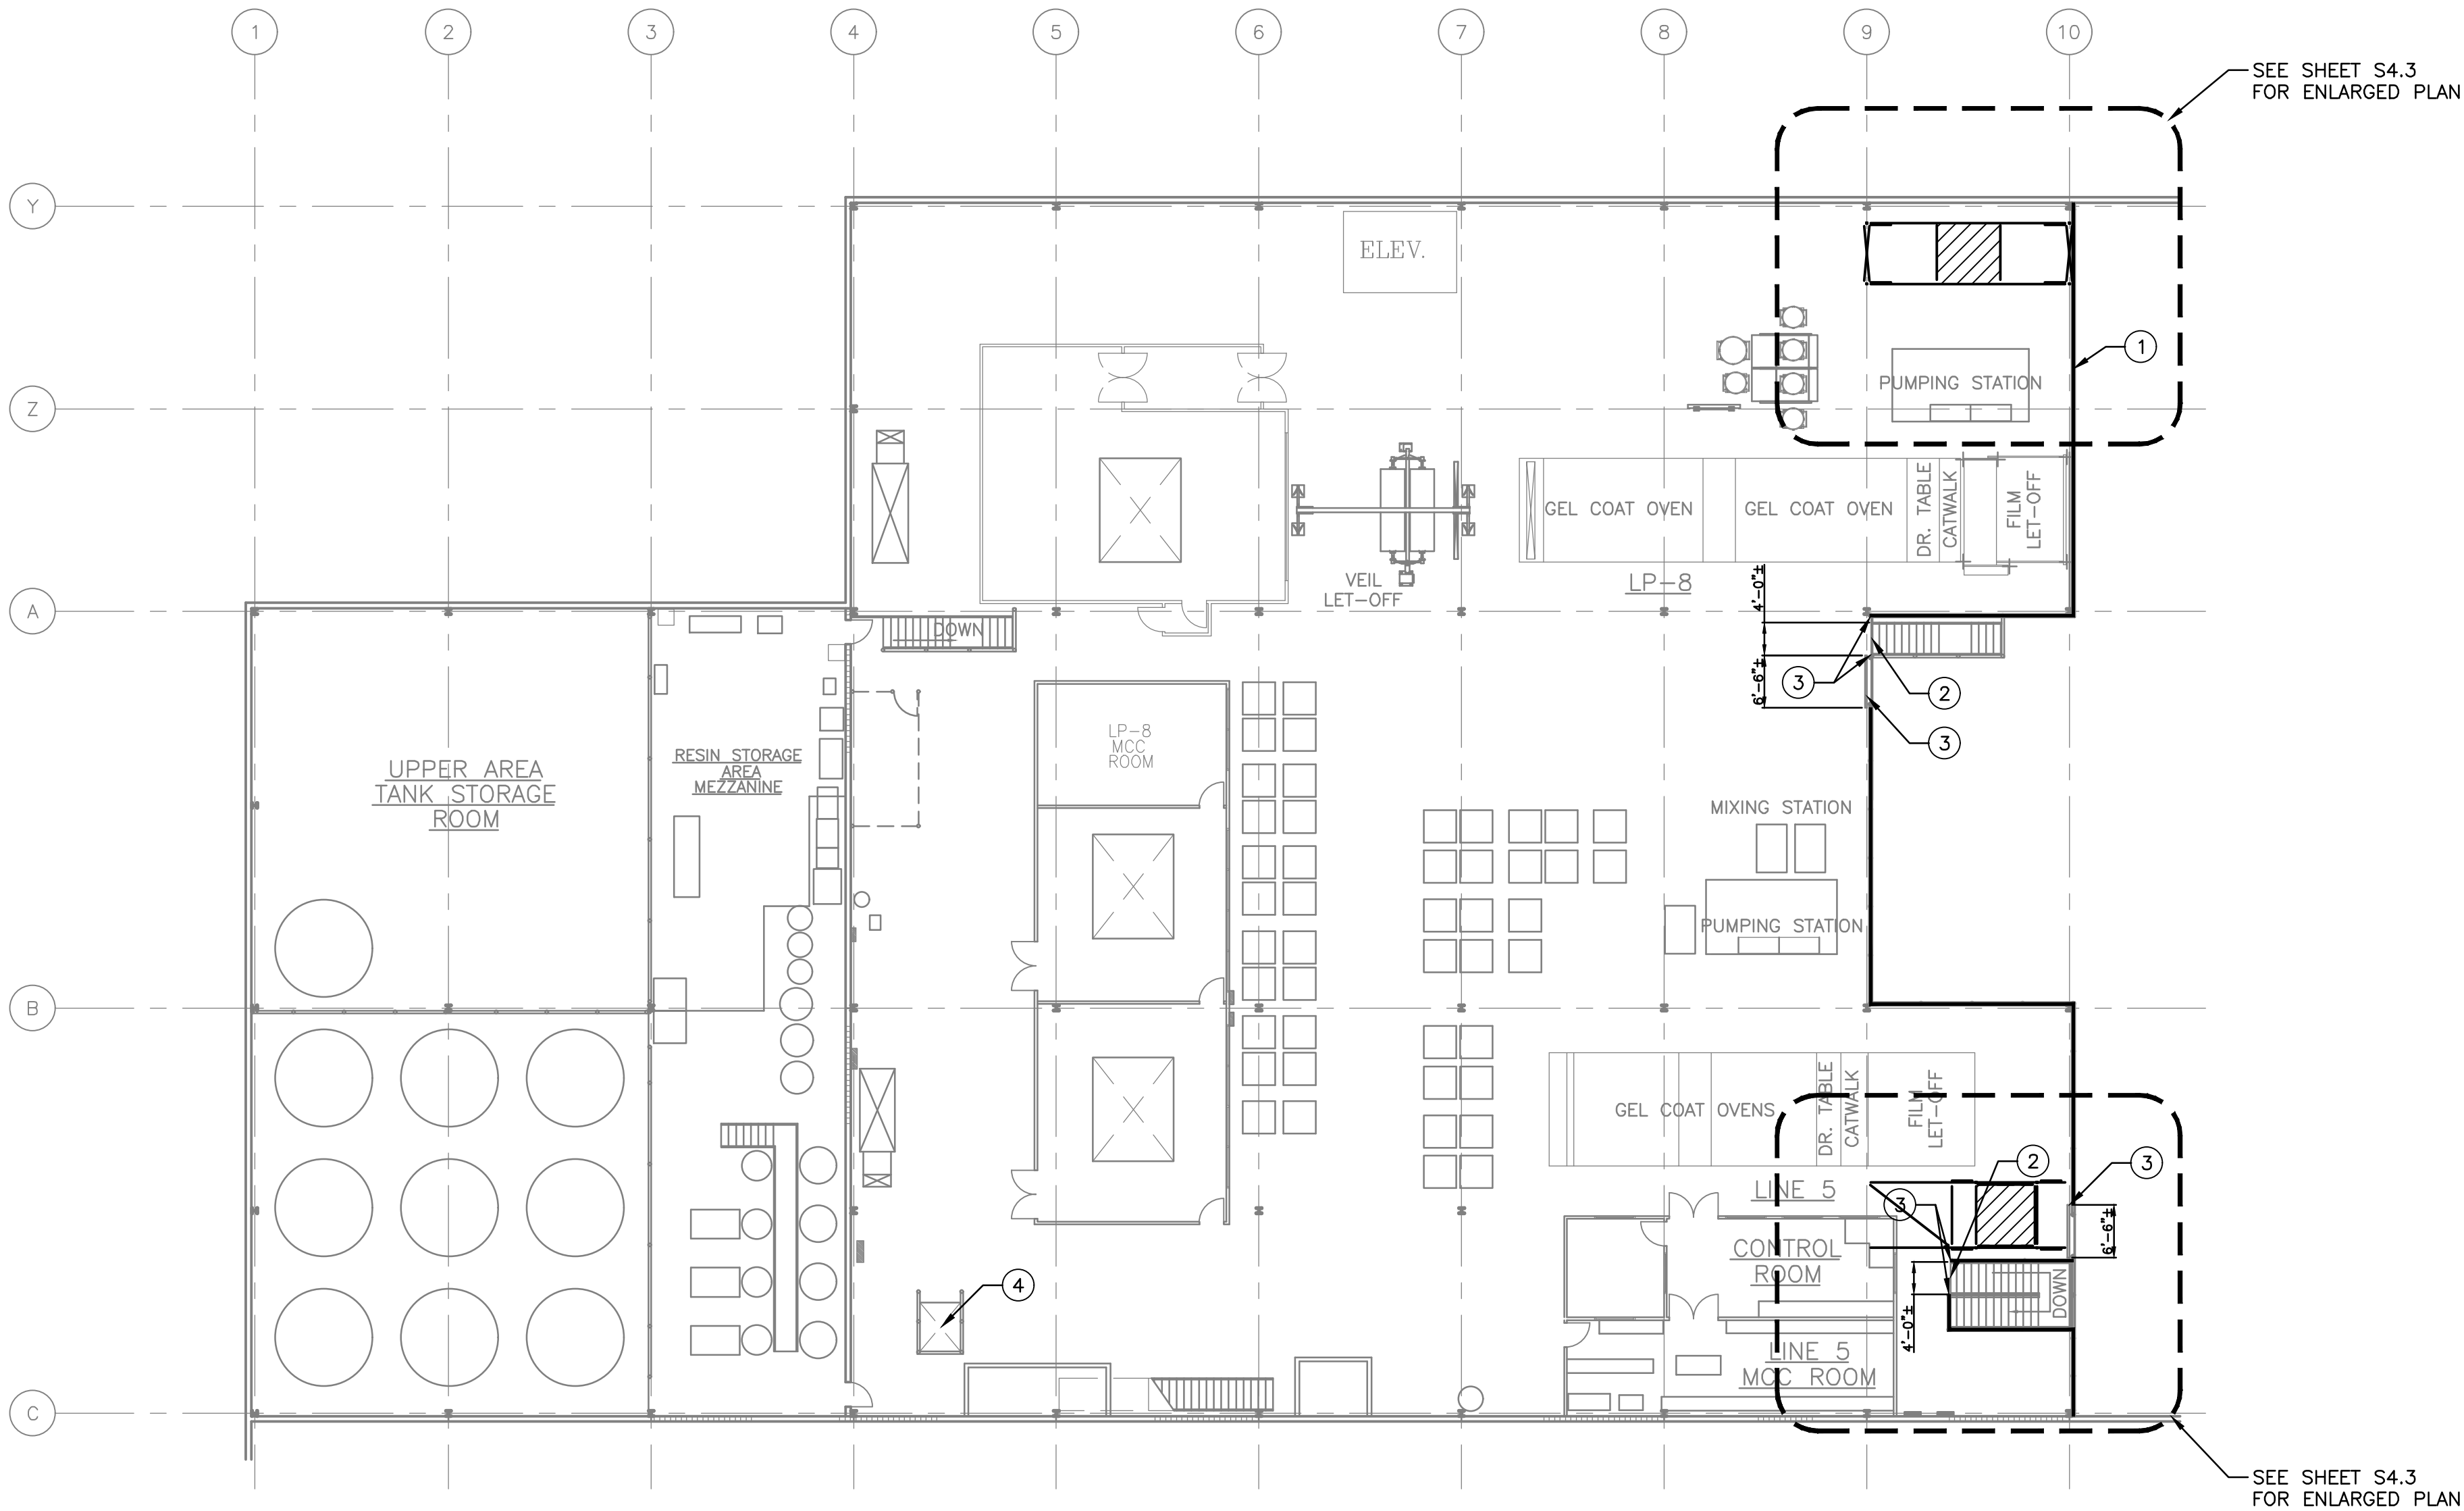 1
2
3
4
5
6
7
8
9
10
SEE SHEET S4.3
FOR ENLARGED PLAN
Y
ELEV.
1
PUMPING STATION
Z
GEL COAT OVEN
GEL COAT OVEN
DR. TABLE
CATWALK
FILM
LET-OFF
VEIL
LET-OFF
LP-8
4'-0"±
A
DOWN
6'-6"±
3
2
3
LP-8
MCC
ROOM
RESIN STORAGE
AREA
MEZZANINE
UPPER AREA
TANK STORAGE
ROOM
MIXING STATION
PUMPING STATION
B
GEL COAT OVENS
DR. TABLE
CATWALK
FILM
LET-OFF
2
3
LINE 5
3
6'-6"±
CONTROL
ROOM
4
DOWN
4'-0"±
LINE 5
MCC ROOM
C
SEE SHEET S4.3
FOR ENLARGED PLAN